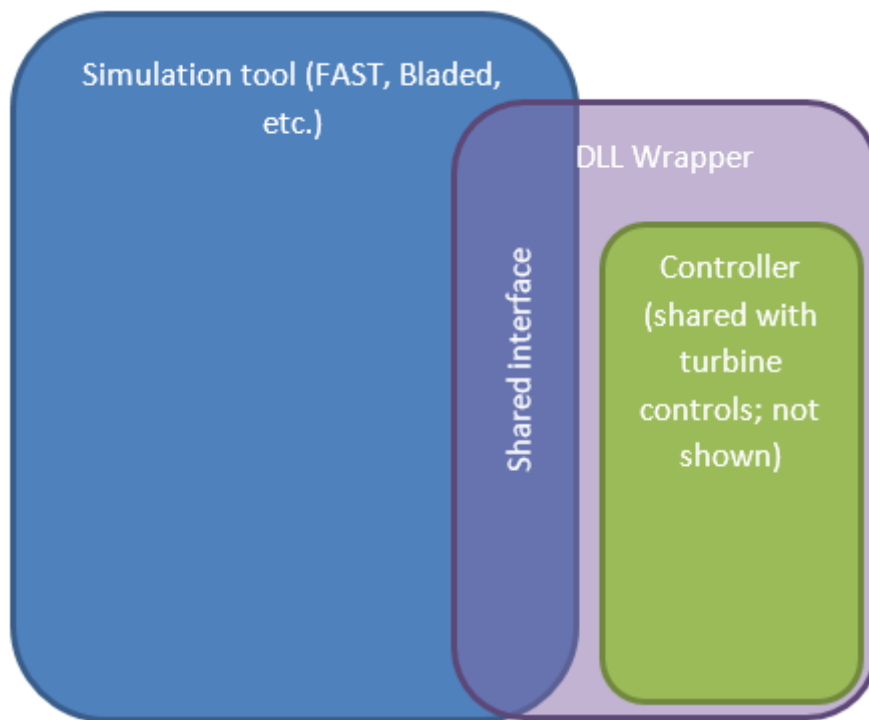 Simulation tool (FAST, Bladed,
etc.)
DLL Wrapper
Shared interface
Controller
(shared with
turbine
controls; not
shown)